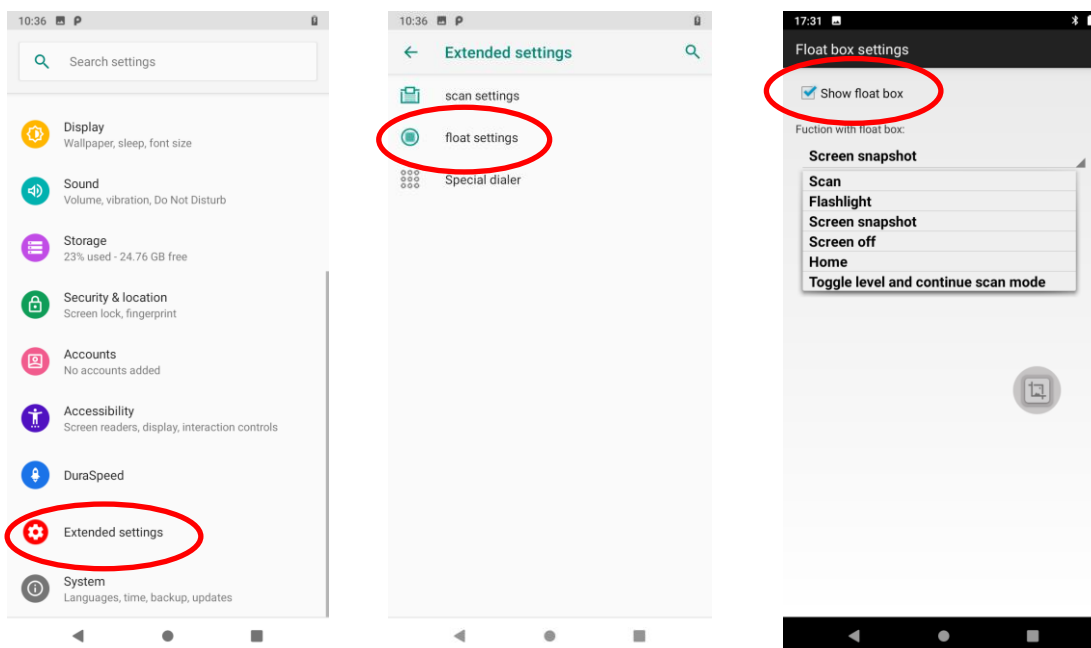 10:36
Search settings
Display
Wallpaper, sleep, font size
Sound
Volume, vibration, Do Not Disturb
Storage
23% used - 24.76 GB free
Security & location
Screen lock, fingerprint
Accounts
No accounts added
Accessibility
Screen readers, display, interaction controls
DuraSpeed
Extended settings
System
Languages, time, backup, updates
10:36
Extended settings
scan settings
float settings
Special dialer
17:31
Float box settings
Show float box
Fuction with float box:
Screen snapshot
Scan
Flashlight
Screen snapshot
Screen off
Home
Toggle level and continue scan mode